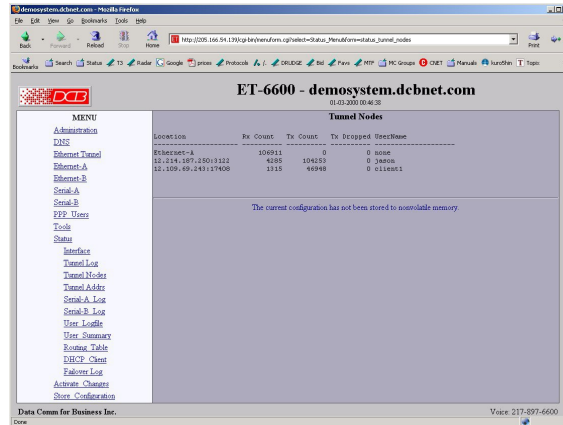 demosystem.dcbnet.com - Mozilla Firefox
File Edit View Go Bookmarks Tools Help
Back Forward Reload Stop Home http://205.166.54.139/cgi-bin/menuform.cgi?select=Status_Menu&form=status_tunnel_nodes Print
Bookmarks Search Status T3 Radar Google prices Protocols DRUDGE Bid Favs MTF MC Groups CNET Manuals kuro5hin Topic
DCB
ET-6600 - demosystem.dcbnet.com
01-03-2000 00:46:38
MENU
Administration
DNS
Ethernet Tunnel
Ethernet-A
Ethernet-B
Serial-A
Serial-B
PPP Users
Tools
Status
Interface
Tunnel Log
Tunnel Nodes
Tunnel Addrs
Serial-A Log
Serial-B Log
User Logfile
User Summary
Routing Table
DHCP Client
Failover Log
Activate Changes
Store Configuration
Tunnel Nodes
Location Rx Count Tx Count Tx Dropped UserName
Ethernet-A 106911 0 0 none
12.214.187.250:3122 4285 104253 0 jason
12.109.69.243:17408 1315 46948 0 client1
The current configuration has not been stored to nonvolatile memory.
Data Comm for Business Inc. Voice: 217-897-6600
Done